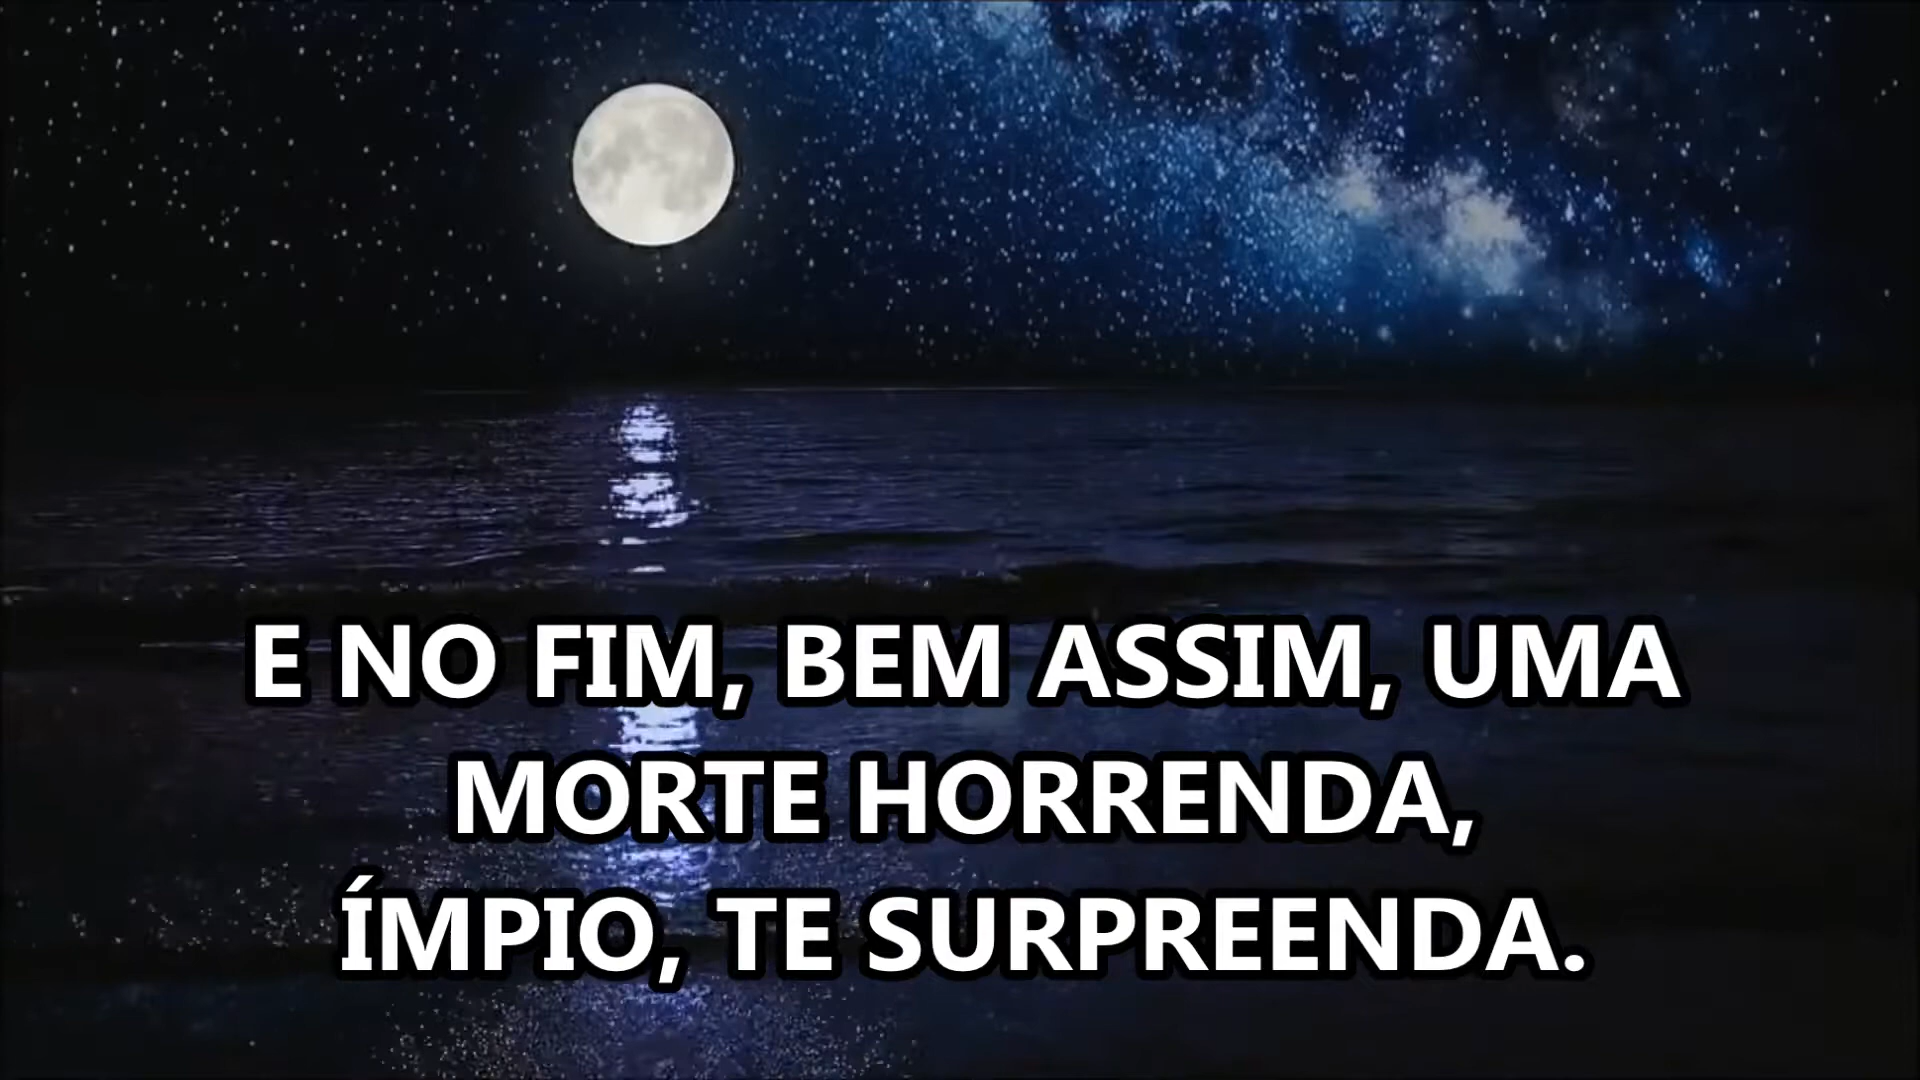 E NO FIM, BEM ASSIM, UMA
MORTE HORRENDA,
ÍMPIO, TE SURPREENDA.